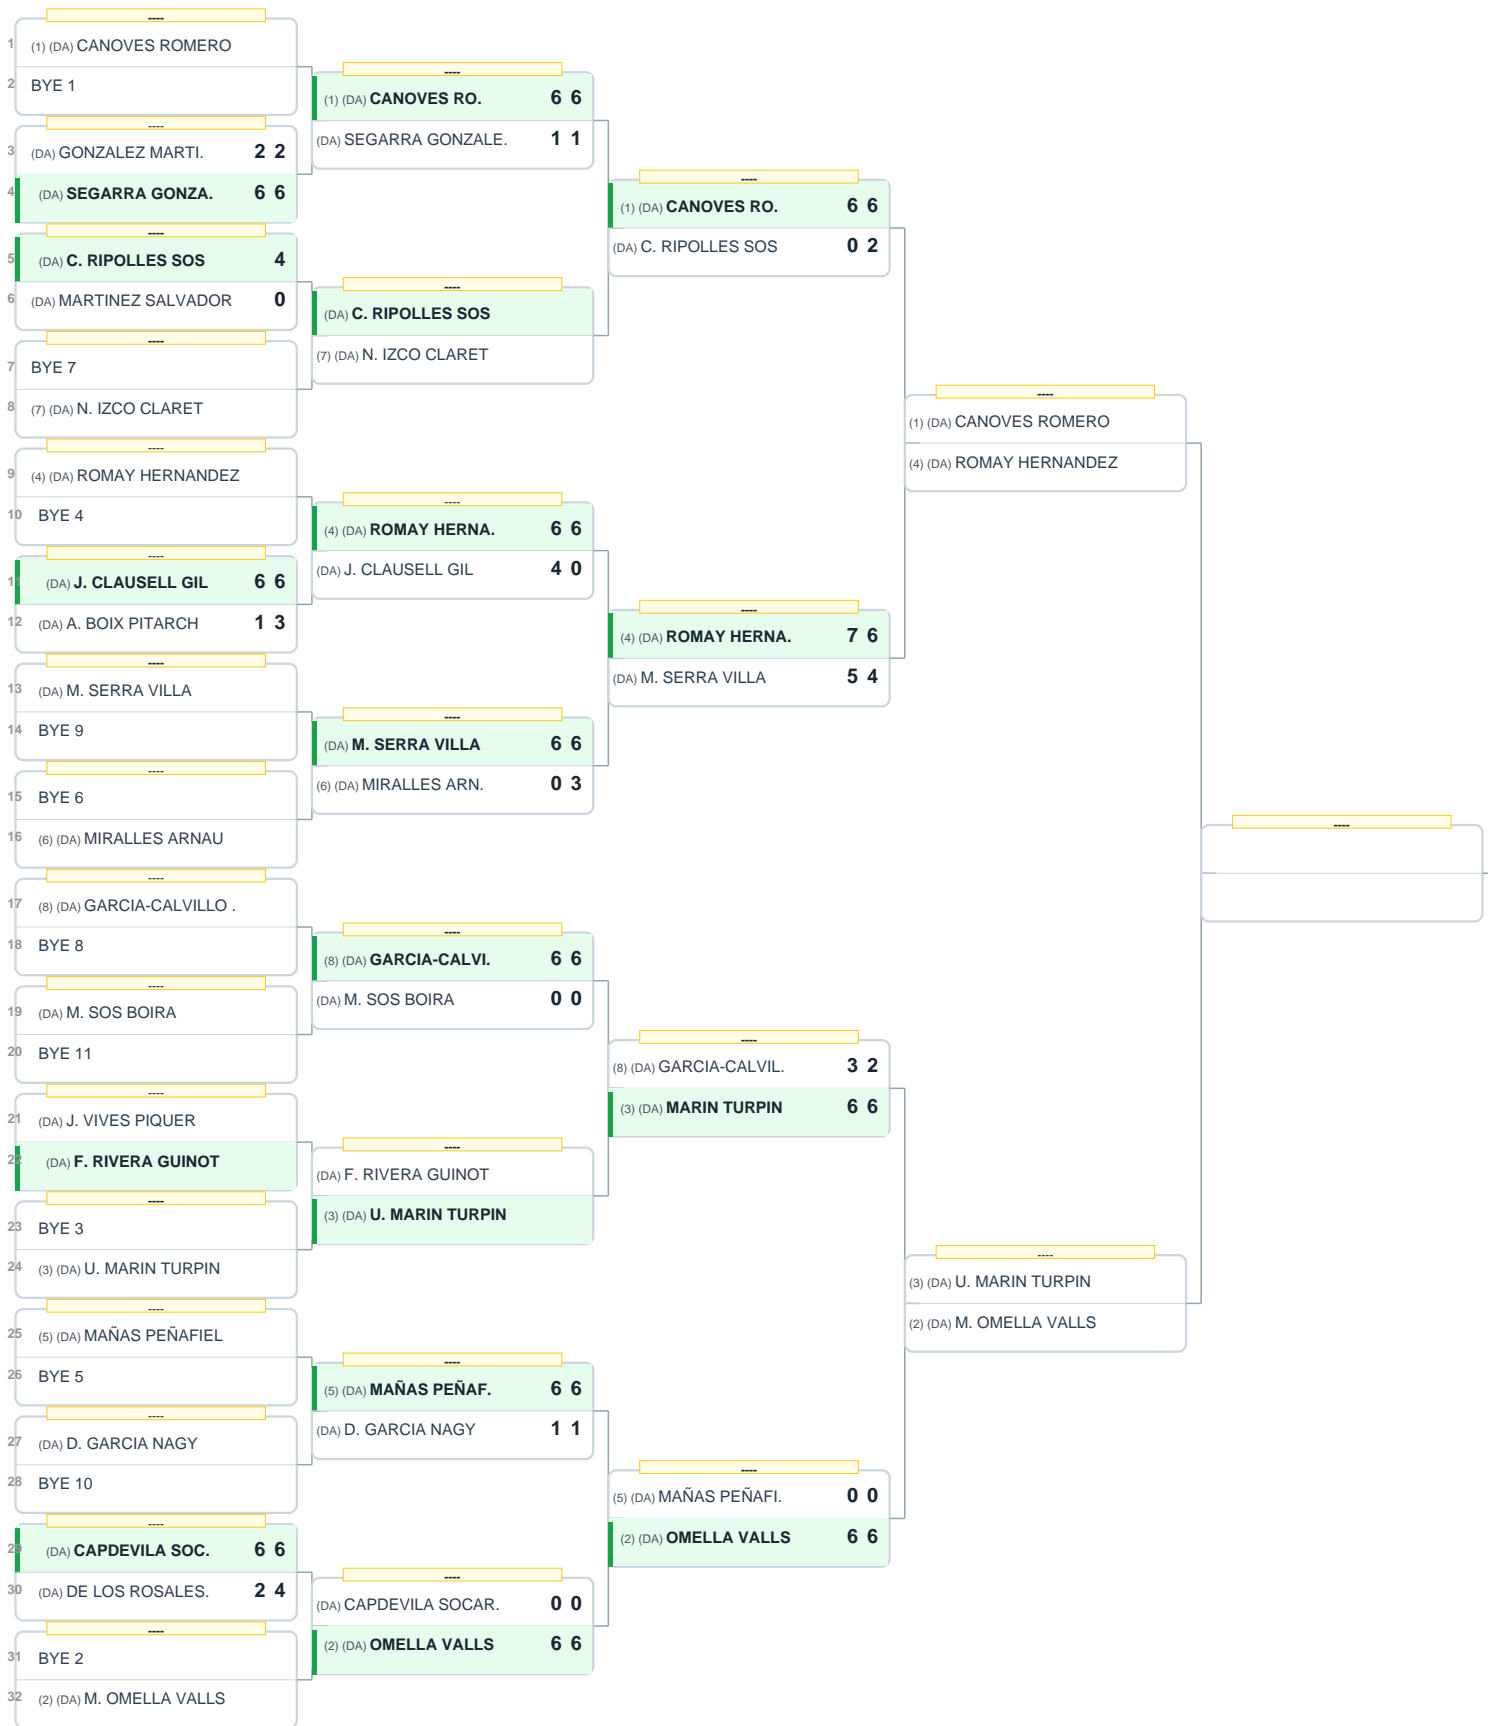 ----
1 (1) (DA) CANOVES ROMERO
2 BYE 1
----
3 (DA) GONZALEZ MARTI. 2 2
4 (DA) SEGARRA GONZA. 6 6
----
5 (DA) C. RIPOLLES SOS 4
6 (DA) MARTINEZ SALVADOR 0
----
7 BYE 7
8 (7) (DA) N. IZCO CLARET
----
9 (4) (DA) ROMAY HERNANDEZ
10 BYE 4
----
11 (DA) J. CLAUSELL GIL 6 6
12 (DA) A. BOIX PITARCH 1 3
----
13 (DA) M. SERRA VILLA
14 BYE 9
----
15 BYE 6
16 (6) (DA) MIRALLES ARNAU
----
17 (8) (DA) GARCIA-CALVILLO .
18 BYE 8
----
19 (DA) M. SOS BOIRA
20 BYE 11
----
21 (DA) J. VIVES PIQUER
22 (DA) F. RIVERA GUINOT
----
23 BYE 3
24 (3) (DA) U. MARIN TURPIN
----
25 (5) (DA) MAÑAS PEÑAFIEL
26 BYE 5
----
27 (DA) D. GARCIA NAGY
28 BYE 10
----
29 (DA) CAPDEVILA SOC. 6 6
30 (DA) DE LOS ROSALES. 2 4
----
31 BYE 2
32 (2) (DA) M. OMELLA VALLS
----
(1) (DA) CANOVES RO. 6 6
(DA) SEGARRA GONZALE. 1 1
----
(DA) C. RIPOLLES SOS
(7) (DA) N. IZCO CLARET
----
(4) (DA) ROMAY HERNA. 6 6
(DA) J. CLAUSELL GIL 4 0
----
(DA) M. SERRA VILLA 6 6
(6) (DA) MIRALLES ARN. 0 3
----
(8) (DA) GARCIA-CALVI. 6 6
(DA) M. SOS BOIRA 0 0
----
(DA) F. RIVERA GUINOT
(3) (DA) U. MARIN TURPIN
----
(5) (DA) MAÑAS PEÑAF. 6 6
(DA) D. GARCIA NAGY 1 1
----
(DA) CAPDEVILA SOCAR. 0 0
(2) (DA) OMELLA VALLS 6 6
----
(1) (DA) CANOVES RO. 6 6
(DA) C. RIPOLLES SOS 0 2
----
(4) (DA) ROMAY HERNA. 7 6
(DA) M. SERRA VILLA 5 4
----
(8) (DA) GARCIA-CALVIL. 3 2
(3) (DA) MARIN TURPIN 6 6
----
(5) (DA) MAÑAS PEÑAFI. 0 0
(2) (DA) OMELLA VALLS 6 6
----
(1) (DA) CANOVES ROMERO
(4) (DA) ROMAY HERNANDEZ
----
(3) (DA) U. MARIN TURPIN
(2) (DA) M. OMELLA VALLS
----